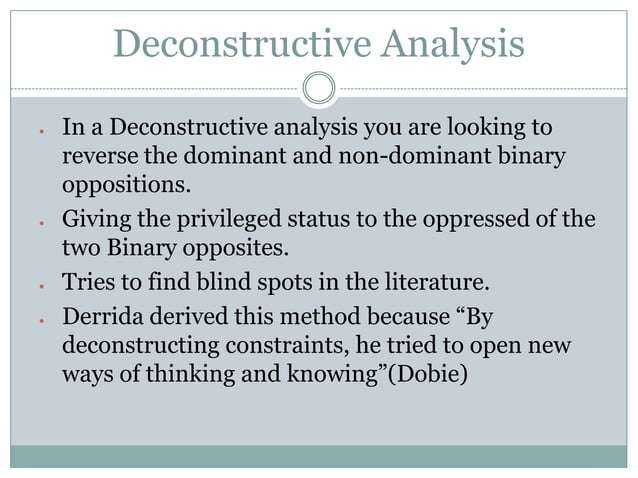 Deconstructive Analysis
• In a Deconstructive analysis you are looking to
reverse the dominant and non-dominant binary
oppositions.
• Giving the privileged status to the oppressed of the
two Binary opposites.
• Tries to find blind spots in the literature.
• Derrida derived this method because “By
deconstructing constraints, he tried to open new
ways of thinking and knowing”(Dobie)